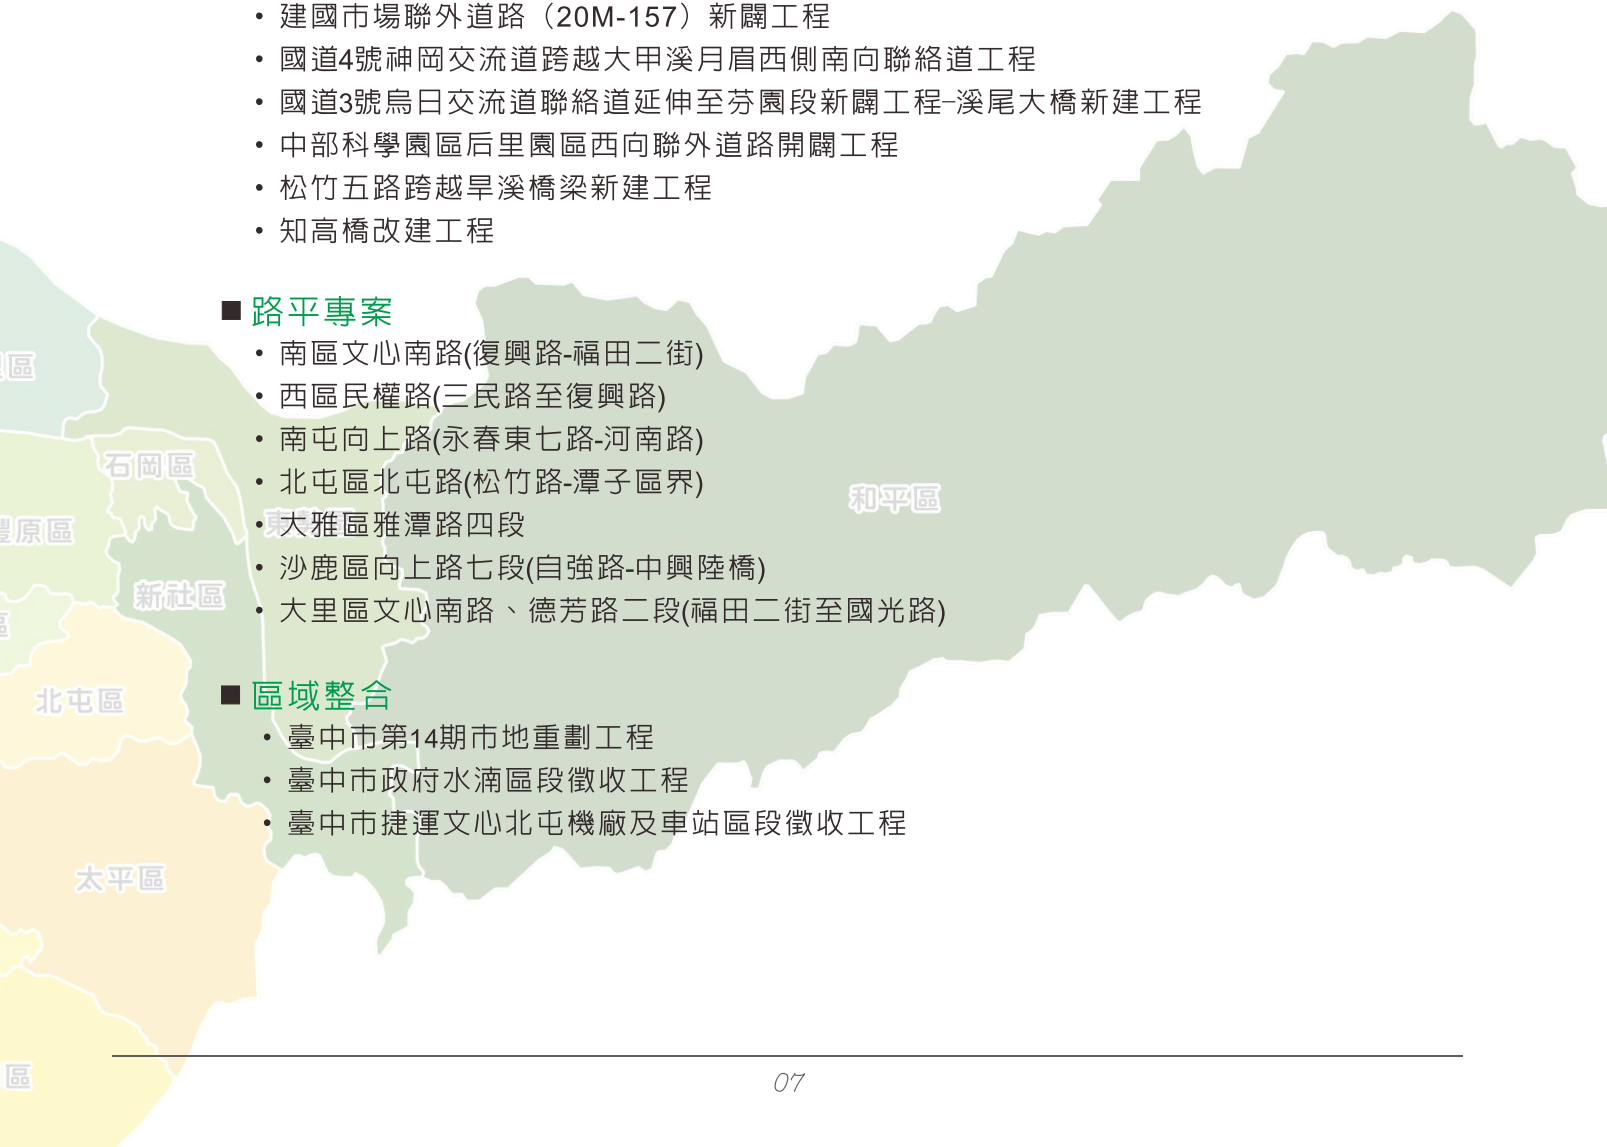 • 建國市場聯外道路（20M-157）新闢工程
• 國道4號神岡交流道跨越大甲溪月眉西側南向聯絡道工程
• 國道3號烏日交流道聯絡道延伸至芬園段新闢工程-溪尾大橋新建工程
• 中部科學園區后里園區西向聯外道路開闢工程
• 松竹五路跨越旱溪橋梁新建工程
• 知高橋改建工程
■ 路平專案
• 南區文心南路(復興路-福田二街)
• 西區民權路(三民路至復興路)
• 南屯向上路(永春東七路-河南路)
• 北屯區北屯路(松竹路-潭子區界)
• 大雅區雅潭路四段
• 沙鹿區向上路七段(自強路-中興陸橋)
• 大里區文心南路、德芳路二段(福田二街至國光路)
■ 區域整合
• 臺中市第14期市地重劃工程
• 臺中市政府水湳區段徵收工程
• 臺中市捷運文心北屯機廠及車站區段徵收工程
區
石岡區
和平區
豐原區
新社區
區
北屯區
太平區
區
07